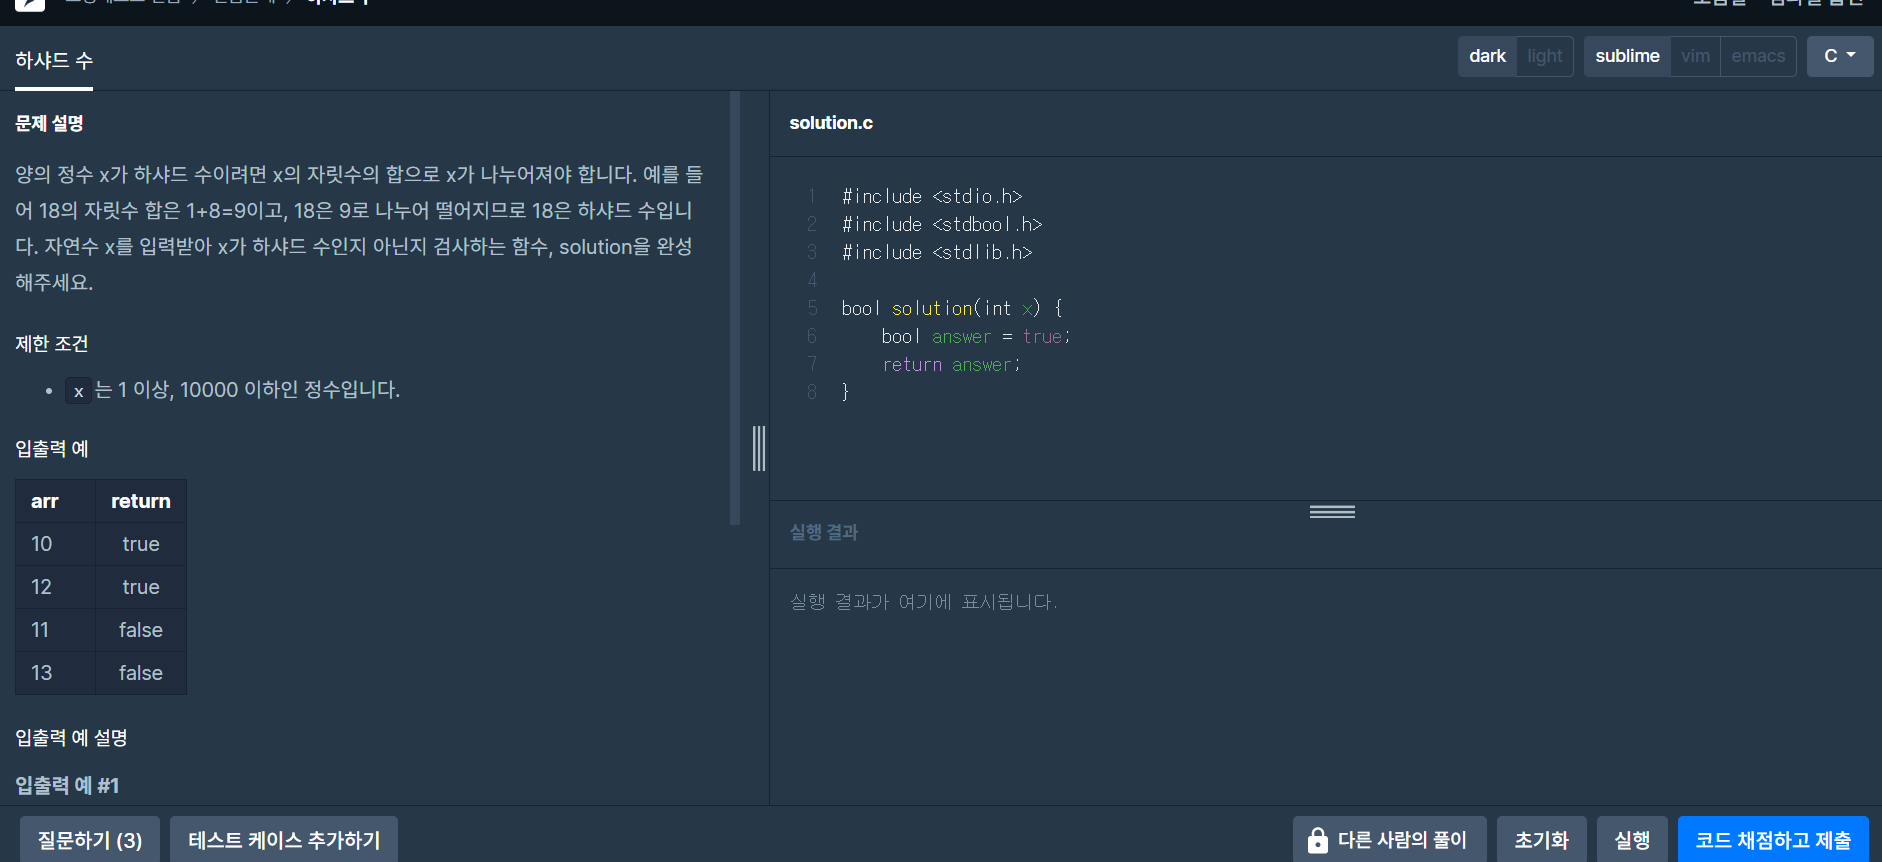 하샤드 수
dark light sublime vim emacs C
문제 설명
양의 정수 x가 하샤드 수이려면 x의 자릿수의 합으로 x가 나누어져야 합니다. 예를 들
어 18의 자릿수 합은 1+8=9이고, 18은 9로 나누어 떨어지므로 18은 하샤드 수입니
다. 자연수 x를 입력받아 x가 하샤드 수인지 아닌지 검사하는 함수, solution을 완성
해주세요.
제한 조건
• x 는 1 이상, 10000 이하인 정수입니다.
입출력 예
arr return
10 true
12 true
11 false
13 false
입출력 예 설명
입출력 예 #1
solution.c
1 #include <stdio.h>
2 #include <stdbool.h>
3 #include <stdlib.h>
4
5 bool solution(int x) {
6 bool answer = true;
7 return answer;
8 }
실행 결과
실행 결과가 여기에 표시됩니다.
질문하기 (3) 테스트 케이스 추가하기 다른 사람의 풀이 초기화 실행 코드 채점하고 제출